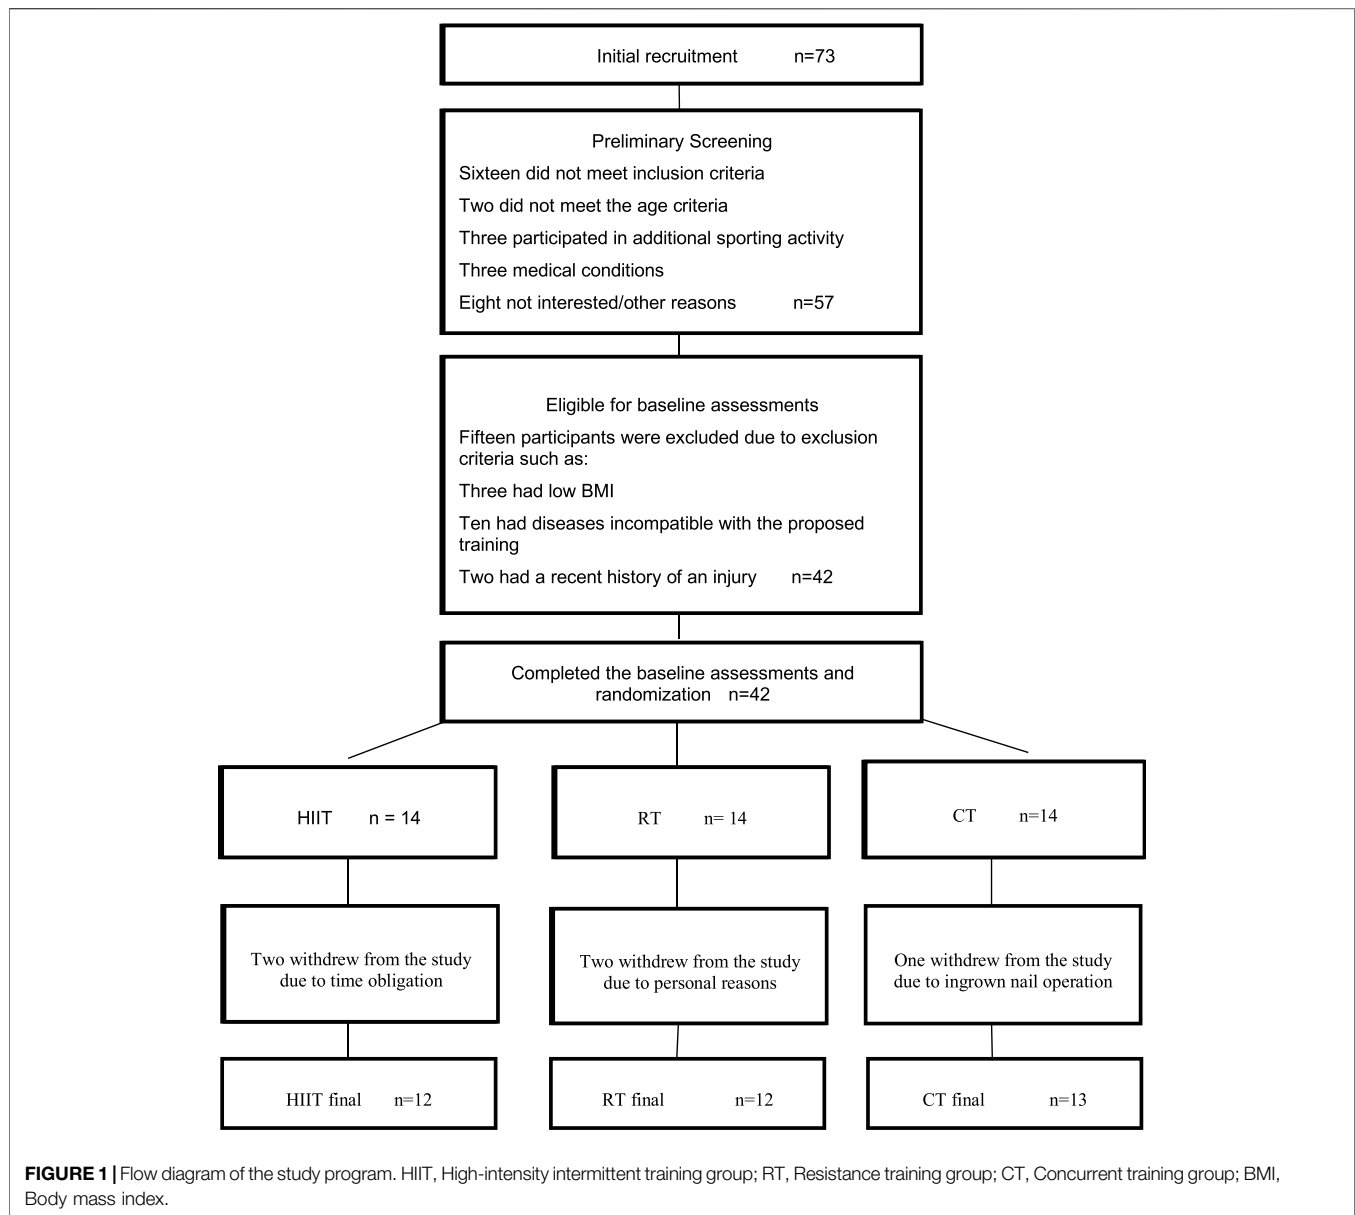 Initial recruitment n=73
Preliminary Screening
Sixteen did not meet inclusion criteria
Two did not meet the age criteria
Three participated in additional sporting activity
Three medical conditions
Eight not interested/other reasons n=57
Eligible for baseline assessments
Fifteen participants were excluded due to exclusion
criteria such as:
Three had low BMI
Ten had diseases incompatible with the proposed
training
Two had a recent history of an injury n=42
Completed the baseline assessments and
randomization n=42
HIIT n = 14
RT n= 14
CT n=14
Two withdrew from the study
due to time obligation
Two withdrew from the study
due to personal reasons
One withdrew from the study
due to ingrown nail operation
HIIT final n=12
RT final n=12
CT final n=13
FIGURE 1 | Flow diagram of the study program. HIIT, High-intensity intermittent training group; RT, Resistance training group; CT, Concurrent training group; BMI,
Body mass index.